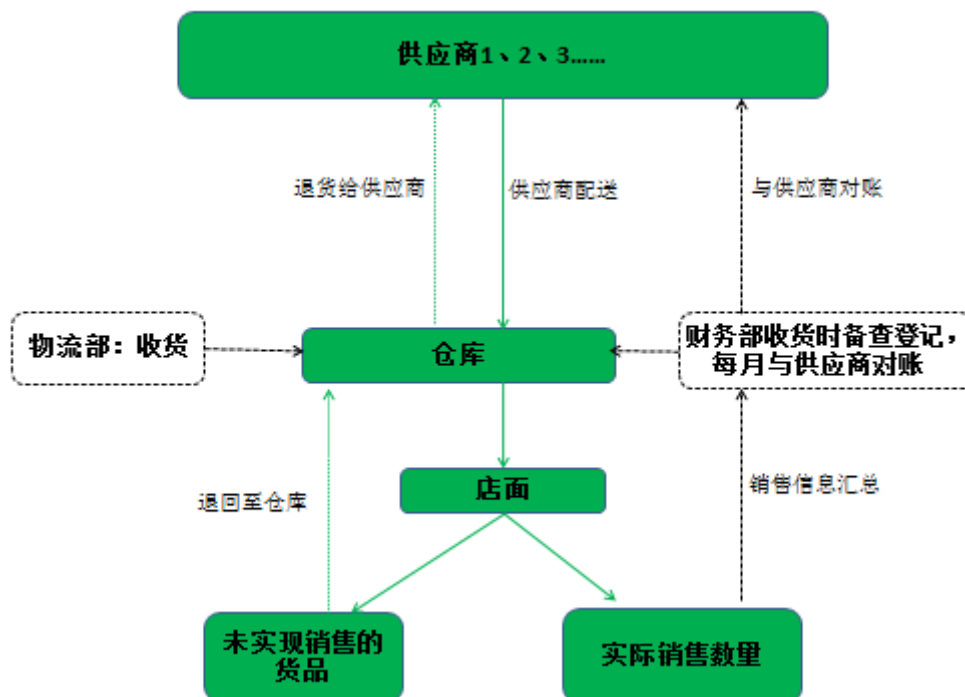 供应商1、2、3……
退货给供应商
供应商配送
与供应商对账
物流部：收货
仓库
财务部收货时备查登记，
每月与供应商对账
店面
退回至仓库
销售信息汇总
未实现销售的
货品
实际销售数量